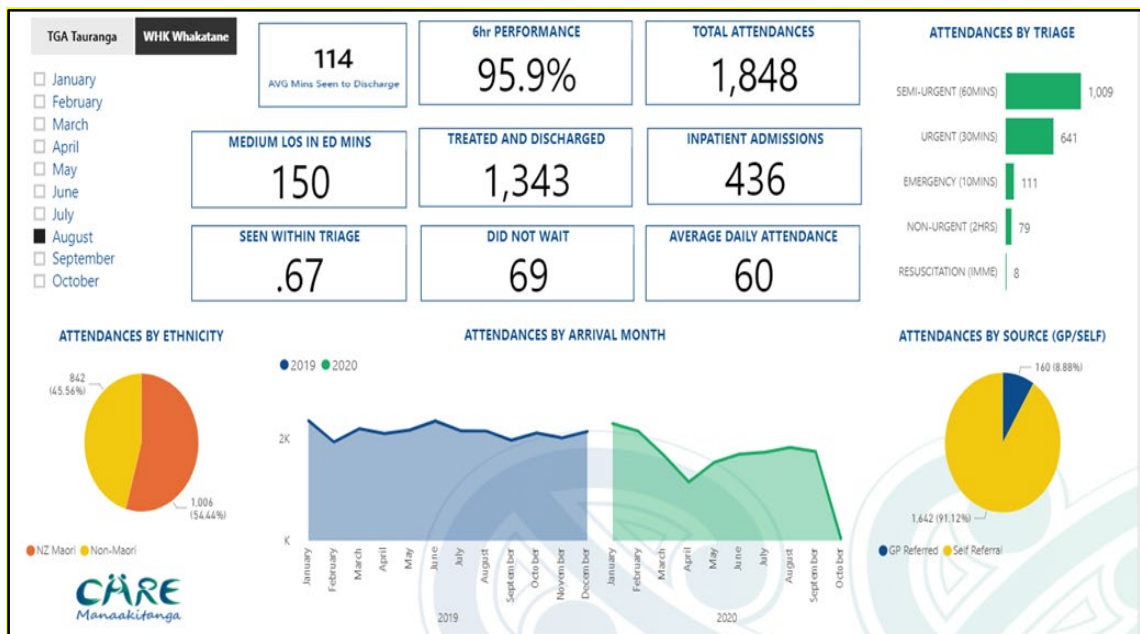 TGA Tauranga
WHK Whakatane
January
February
March
April
May
June
July
August
September
October
114
AVG Mins Seen to Discharge
6hr PERFORMANCE
95.9%
TOTAL ATTENDANCES
1,848
MEDIUM LOS IN ED MINS
150
TREATED AND DISCHARGED
1,343
INPATIENT ADMISSIONS
436
SEEN WITHIN TRIAGE
.67
DID NOT WAIT
69
AVERAGE DAILY ATTENDANCE
60
ATTENDANCES BY TRIAGE
SEMI-URGENT (60MINS)
1,009
URGENT (30MINS)
641
EMERGENCY (10MINS)
111
NON-URGENT (2HRS)
79
RESUSCITATION (IMME)
8
ATTENDANCES BY ETHNICITY
842
(45.56%)
1,006
(54.44%)
NZ Maori
Non-Maori
CÄRE
Manaakitanga
ATTENDANCES BY ARRIVAL MONTH
2019
2020
2K
K
January
February
March
April
May
June
July
August
September
October
November
December
January
February
March
April
May
June
July
August
September
October
2019
2020
ATTENDANCES BY SOURCE (GP/SELF)
160 (8.88%)
1,642 (91.12%)
GP Referred
Self Referral